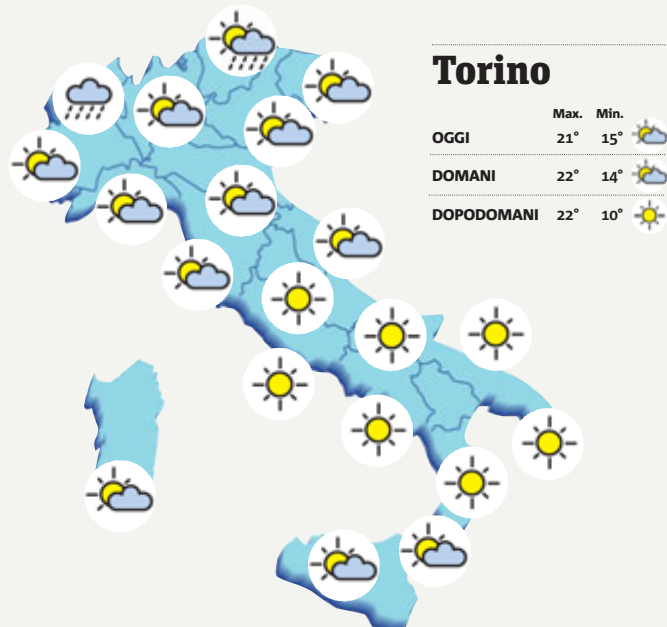 Torino
Max. Min.
OGGI 21° 15°
DOMANI 22° 14°
DOPODOMANI 22° 10°